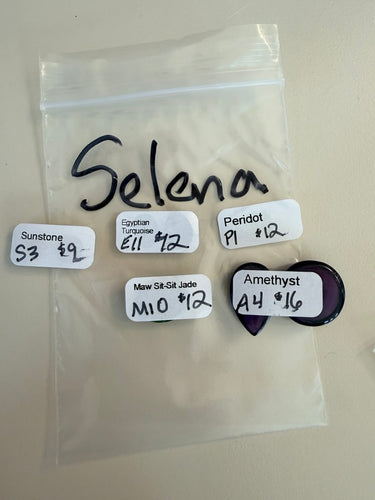 Selena
Sunstone
S3 $9
Egyptian
Turquoise
E11 $12
Peridot
P1 $12
Maw Sit-Sit Jade
M10 $12
Amethyst
A4 $16